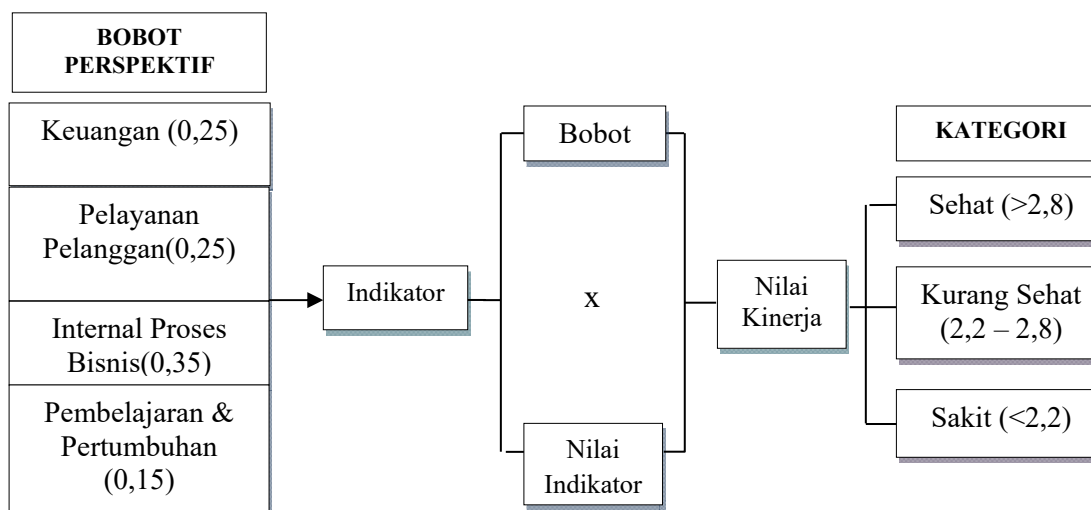 BOBOT
PERSPEKTIF
Keuangan (0,25)
Pelayanan
Pelanggan(0,25)
Internal Proses
Bisnis(0,35)
Pembelajaran &
Pertumbuhan
(0,15)
Indikator
Bobot
x
Nilai
Indikator
Nilai
Kinerja
KATEGORI
Sehat (>2,8)
Kurang Sehat
(2,2 – 2,8)
Sakit (<2,2)